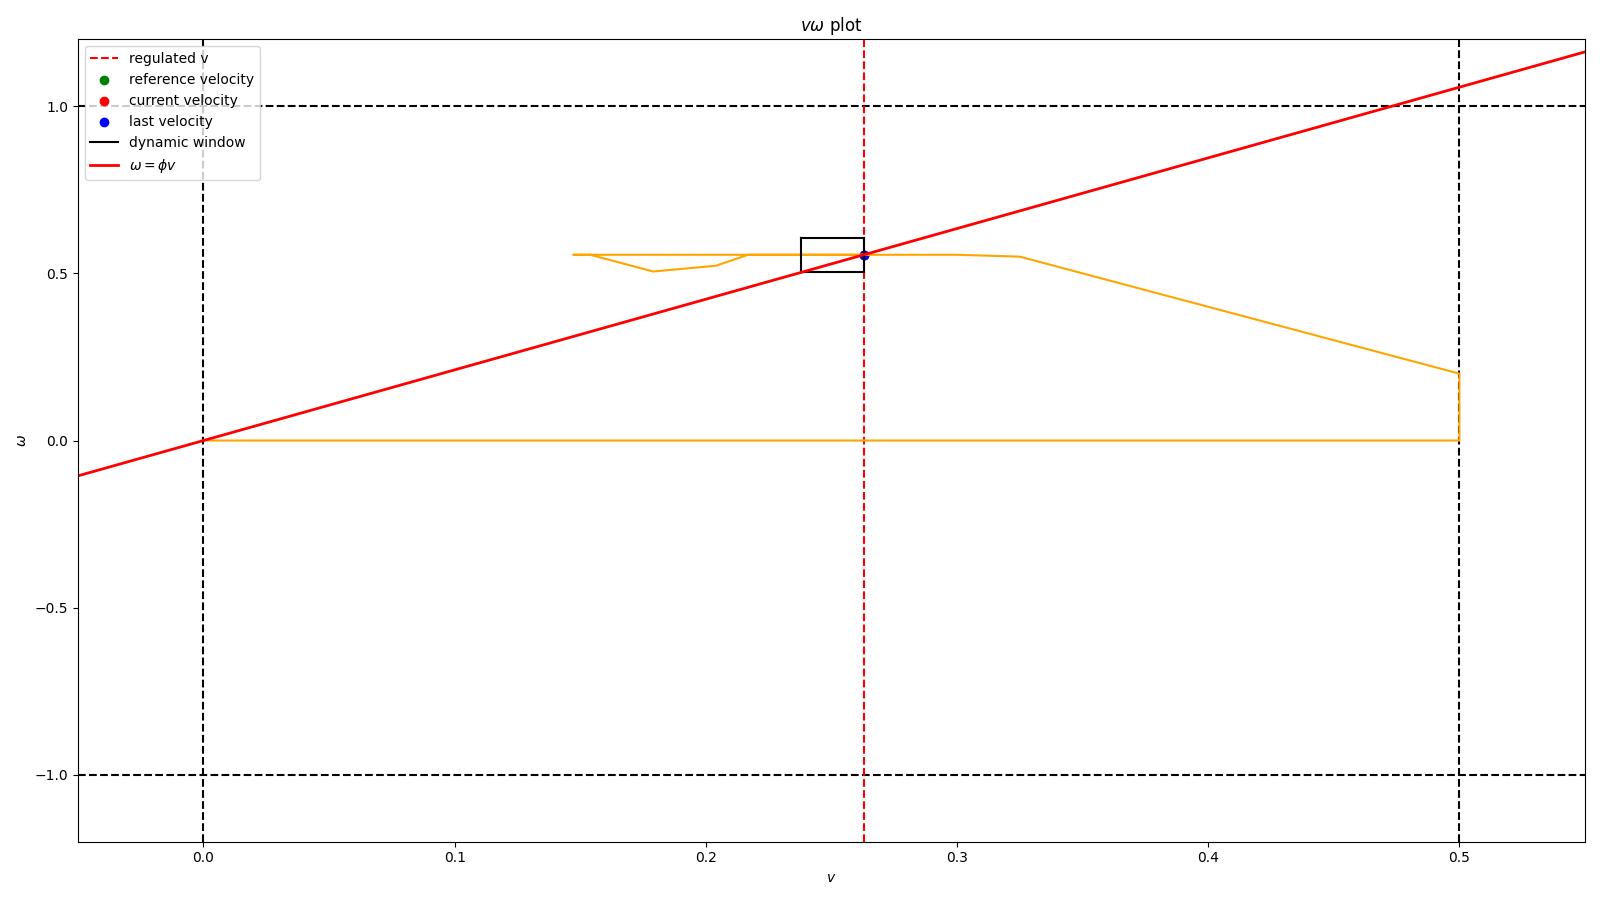 vω plot
regulated v
reference velocity
current velocity
last velocity
dynamic window
ω = ϕv
1.0
0.5
0.0
−0.5
−1.0
ω
0.0 0.1 0.2 0.3 0.4 0.5
v